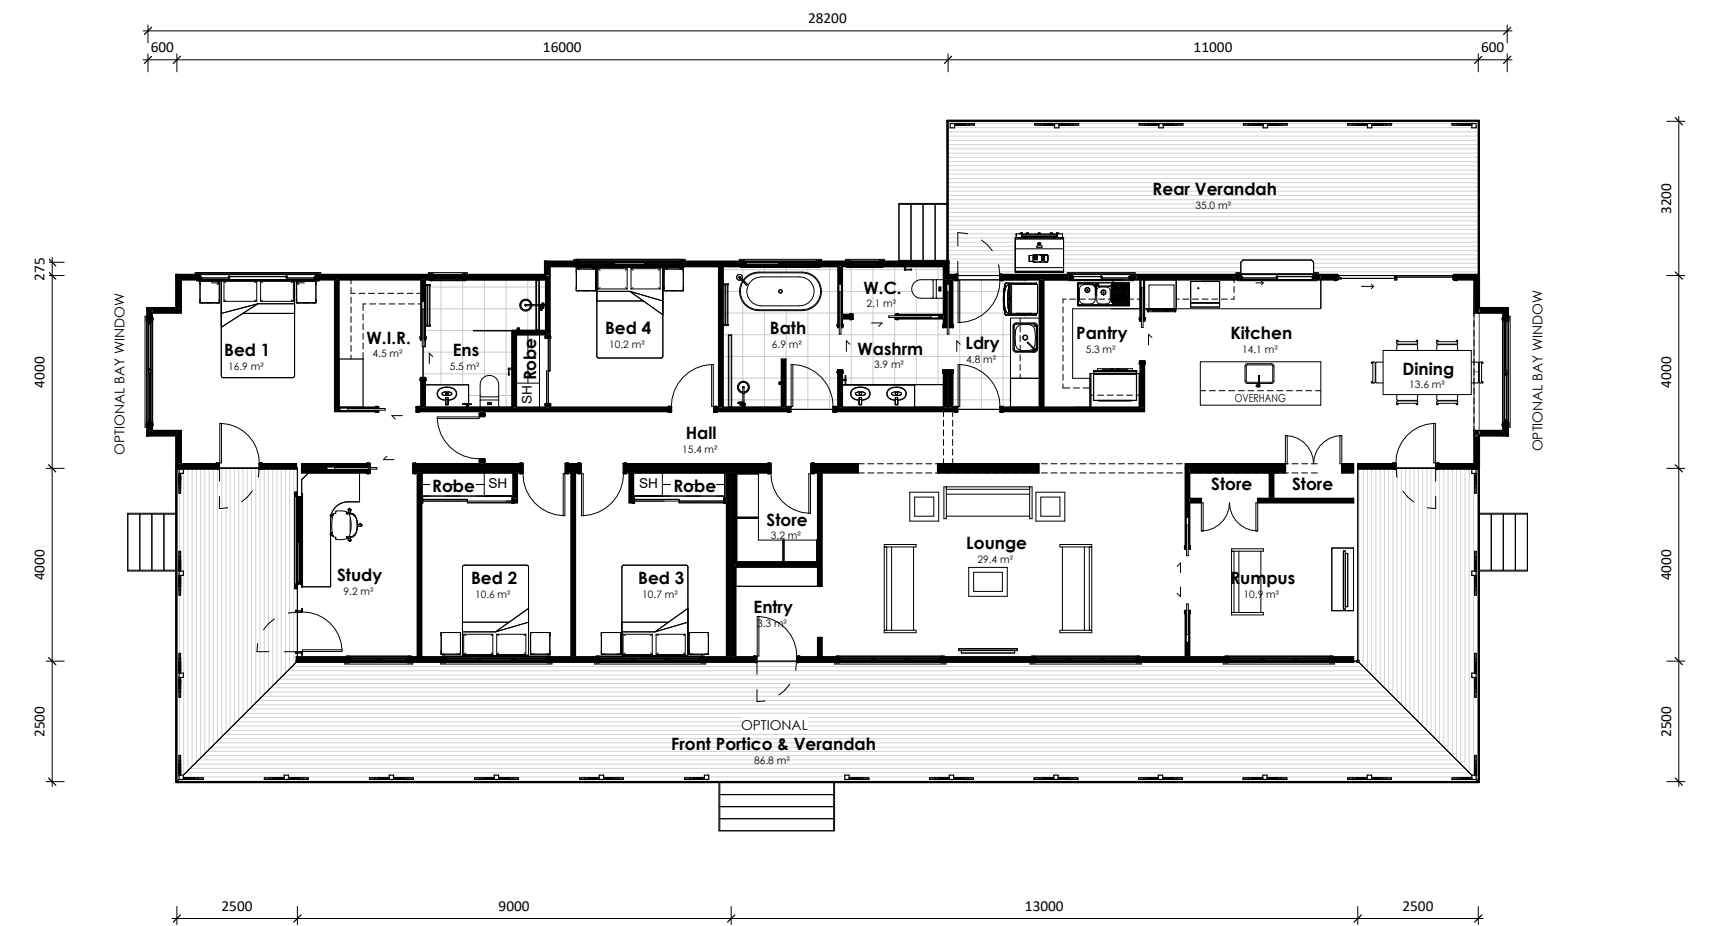 28200
600
16000
11000
600
Rear Verandah
35.0 m²
3200
275
4000
2500
4000
4000
4000
2500
OPTIONAL BAY WINDOW
OPTIONAL BAY WINDOW
Bed 1
16.9 m²
W.I.R.
4.5 m²
Ens
5.5 m²
Robe
SH
Bed 4
10.2 m²
Bath
6.9 m²
W.C.
2.1 m²
Washrm
3.9 m²
Ldry
4.8 m²
Pantry
5.3 m²
Kitchen
14.1 m²
OVERHANG
Dining
13.6 m²
Hall
15.4 m²
Robe
SH
SH
Robe
Store
3.2 m²
Store
Store
Study
9.2 m²
Bed 2
10.6 m²
Bed 3
10.7 m²
Entry
3.3 m²
Lounge
29.4 m²
Rumpus
10.9 m²
OPTIONAL
Front Portico & Verandah
86.8 m²
2500
9000
13000
2500